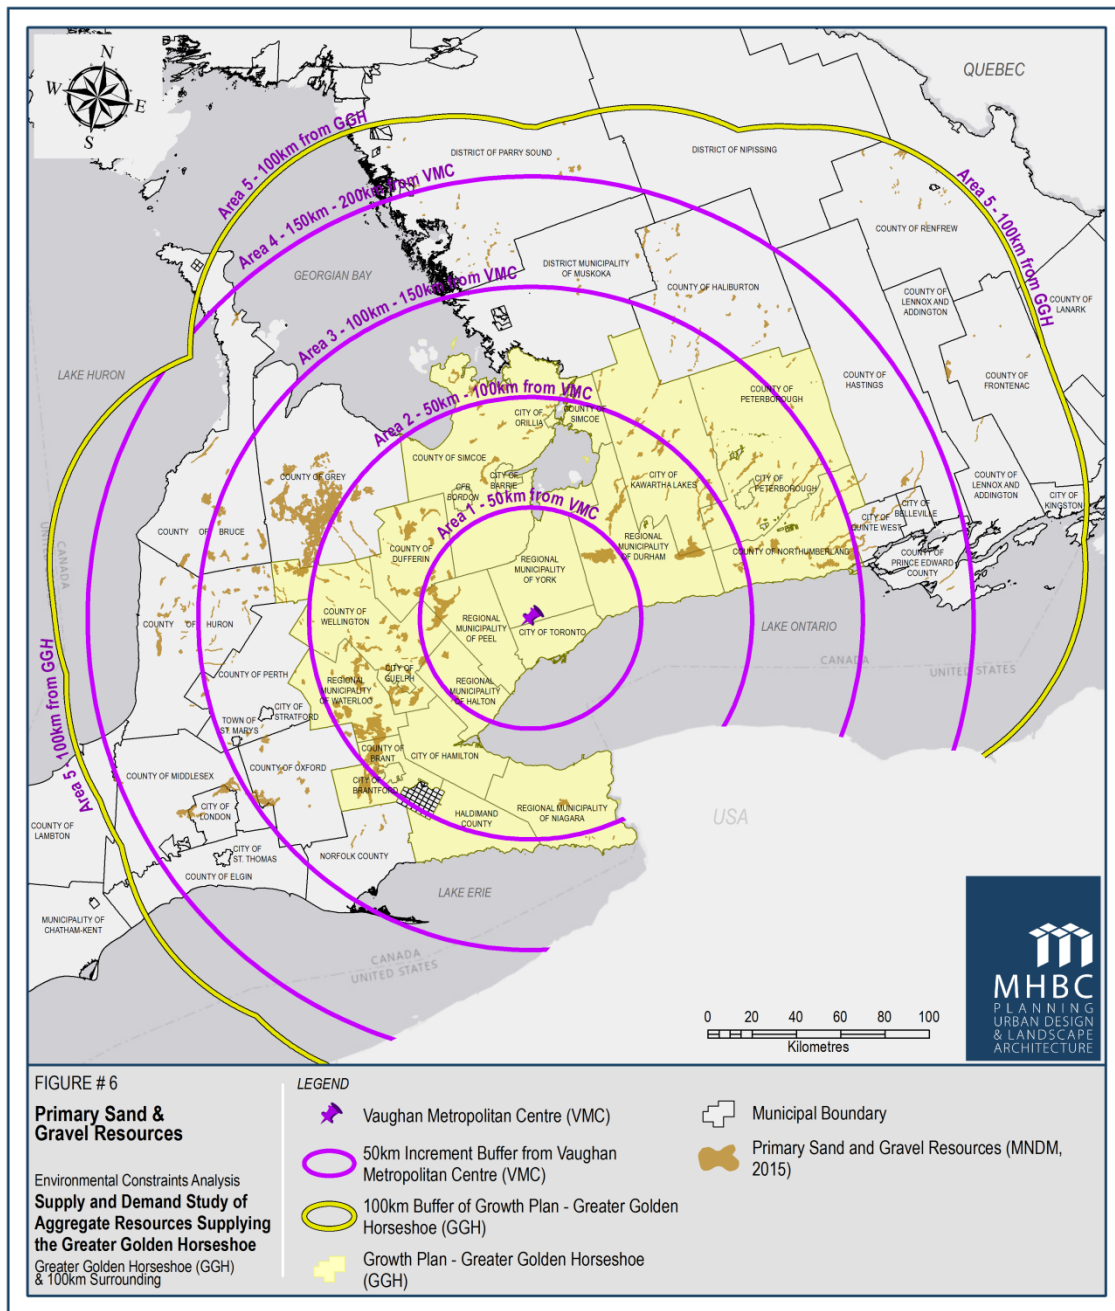 N
W
E
S
QUEBEC
Area 5 - 100km from GGH
DISTRICT OF PARRY SOUND
DISTRICT OF NIPISSING
Area 4 - 150km - 200km from VMC
Area 5 - 100km from GGH
COUNTY OF RENFREW
GEORGIAN BAY
DISTRICT MUNICIPALITY
OF MUSKOKA
COUNTY OF HALIBURTON
COUNTY OF
LENNOX AND
ADDINGTON
COUNTY OF
LANARK
Area 3 - 100km - 150km from VMC
LAKE HURON
COUNTY OF
HASTINGS
COUNTY OF
FRONTENAC
COUNTY OF
PETERBOROUGH
Area 2 - 50km - 100km from VMC
CITY OF
ORILLIA
COUNTY OF
SIMCOE
COUNTY OF SIMCOE
COUNTY OF GREY
CITY OF
BARRIE
CFB
BORDON
CITY OF
KAWARTHA LAKES
CITY OF
PETERBOROUGH
COUNTY OF
LENNOX AND
ADDINGTON
CITY OF
KINGSTON
CITY OF
BELLEVILLE
CITY OF
QUINTE WEST
Area 1 - 50km from VMC
COUNTY OF BRUCE
COUNTY OF
DUFFERIN
REGIONAL
MUNICIPALITY
OF YORK
REGIONAL
MUNICIPALITY
OF DURHAM
COUNTY OF NORTHUMBERLAND
COUNTY OF
PRINCE EDWARD
COUNTY
UNITED STATES
CANADA
COUNTY OF HURON
COUNTY OF
WELLINGTON
REGIONAL
MUNICIPALITY
OF PEEL
CITY OF TORONTO
LAKE ONTARIO
CANADA
UNITED STATES
Area 5 - 100km from GGH
COUNTY OF PERTH
REGIONAL
MUNICIPALITY
OF WATERLOO
CITY OF
GUELPH
REGIONAL
MUNICIPALITY
OF HALTON
CITY OF
STRATFORD
TOWN OF
ST. MARYS
COUNTY OF
BRANT
CITY OF HAMILTON
COUNTY OF MIDDLESEX
COUNTY OF OXFORD
CITY OF
BRANTFORD
CITY OF
LONDON
HALDIMAND
COUNTY
REGIONAL MUNICIPALITY
OF NIAGARA
USA
COUNTY OF
LAMBTON
CITY OF
ST. THOMAS
NORFOLK COUNTY
COUNTY OF ELGIN
LAKE ERIE
MUNICIPALITY OF
CHATHAM-KENT
CANADA
UNITED STATES
0 20 40 60 80 100
Kilometres
MHBC
PLANNING
URBAN DESIGN
& LANDSCAPE
ARCHITECTURE
FIGURE # 6
Primary Sand &
Gravel Resources
Environmental Constraints Analysis
Supply and Demand Study of
Aggregate Resources Supplying
the Greater Golden Horseshoe
Greater Golden Horseshoe (GGH)
& 100km Surrounding
LEGEND
Vaughan Metropolitan Centre (VMC)
50km Increment Buffer from Vaughan
Metropolitan Centre (VMC)
100km Buffer of Growth Plan - Greater Golden
Horseshoe (GGH)
Growth Plan - Greater Golden Horseshoe
(GGH)
Municipal Boundary
Primary Sand and Gravel Resources (MNDM,
2015)